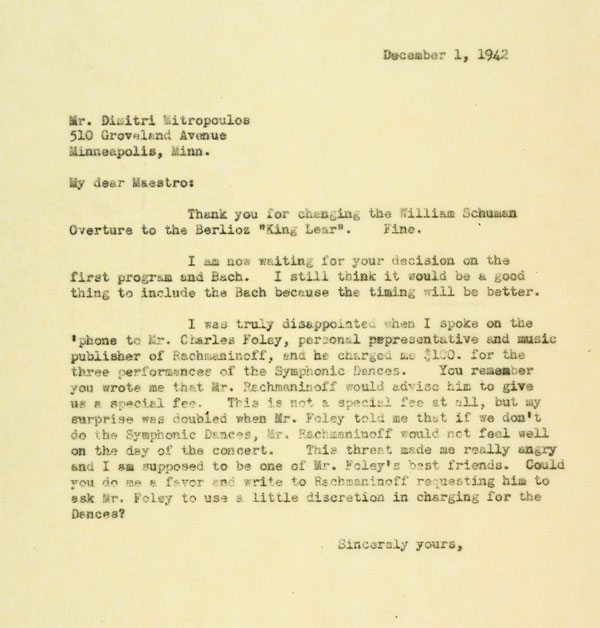 December 1, 1942
Mr. Dimitri Mitropoulos
510 Groveland Avenue
Minneapolis, Minn.
My dear Maestro:
Thank you for changing the William Schuman
Overture to the Berlioz "King Lear". Fine.
I am now waiting for your decision on the
first program and Bach. I still think it would be a good
thing to include the Bach because the timing will be better.
I was truly disappointed when I spoke on the
'phone to Mr. Charles Foley, personal representative and music
publisher of Rachmaninoff, and he charged me $100. for the
three performances of the Symphonic Dances. You remember
you wrote me that Mr. Rachmaninoff would advise him to give
us a special fee. This is not a special fee at all, but my
surprise was doubled when Mr. Foley told me that if we don't
do the Symphonic Dances, Mr. Rachmaninoff would not feel well
on the day of the concert. This threat made me really angry
and I am supposed to be one of Mr. Foley's best friends. Could
you do me a favor and write to Rachmaninoff requesting him to
ask Mr. Foley to use a little discretion in charging for the
Dances?
Sincerely yours,